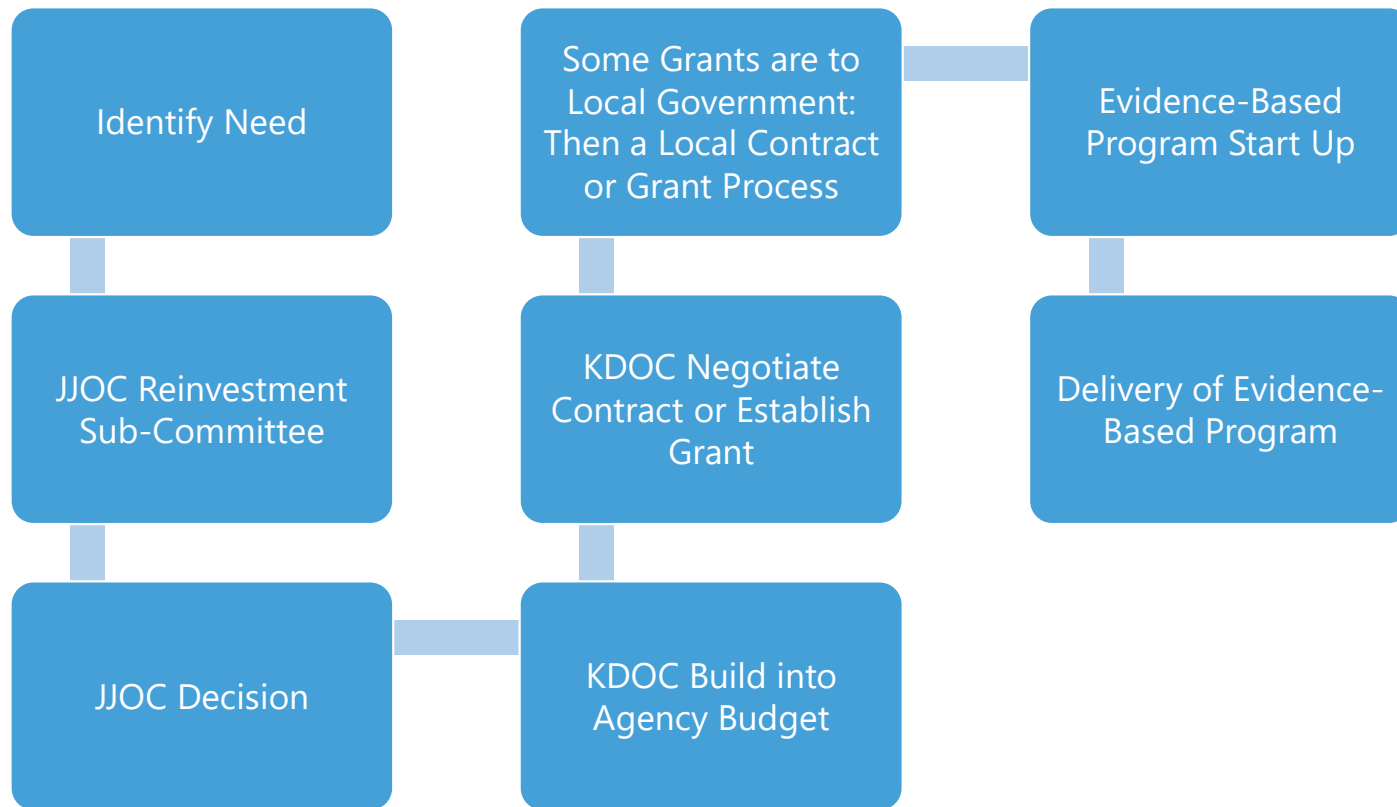 Identify Need
JJOC Reinvestment
Sub-Committee
JJOC Decision
KDOC Build into
Agency Budget
KDOC Negotiate
Contract or Establish
Grant
Some Grants are to
Local Government:
Then a Local Contract
or Grant Process
Evidence-Based
Program Start Up
Delivery of Evidence-
Based Program